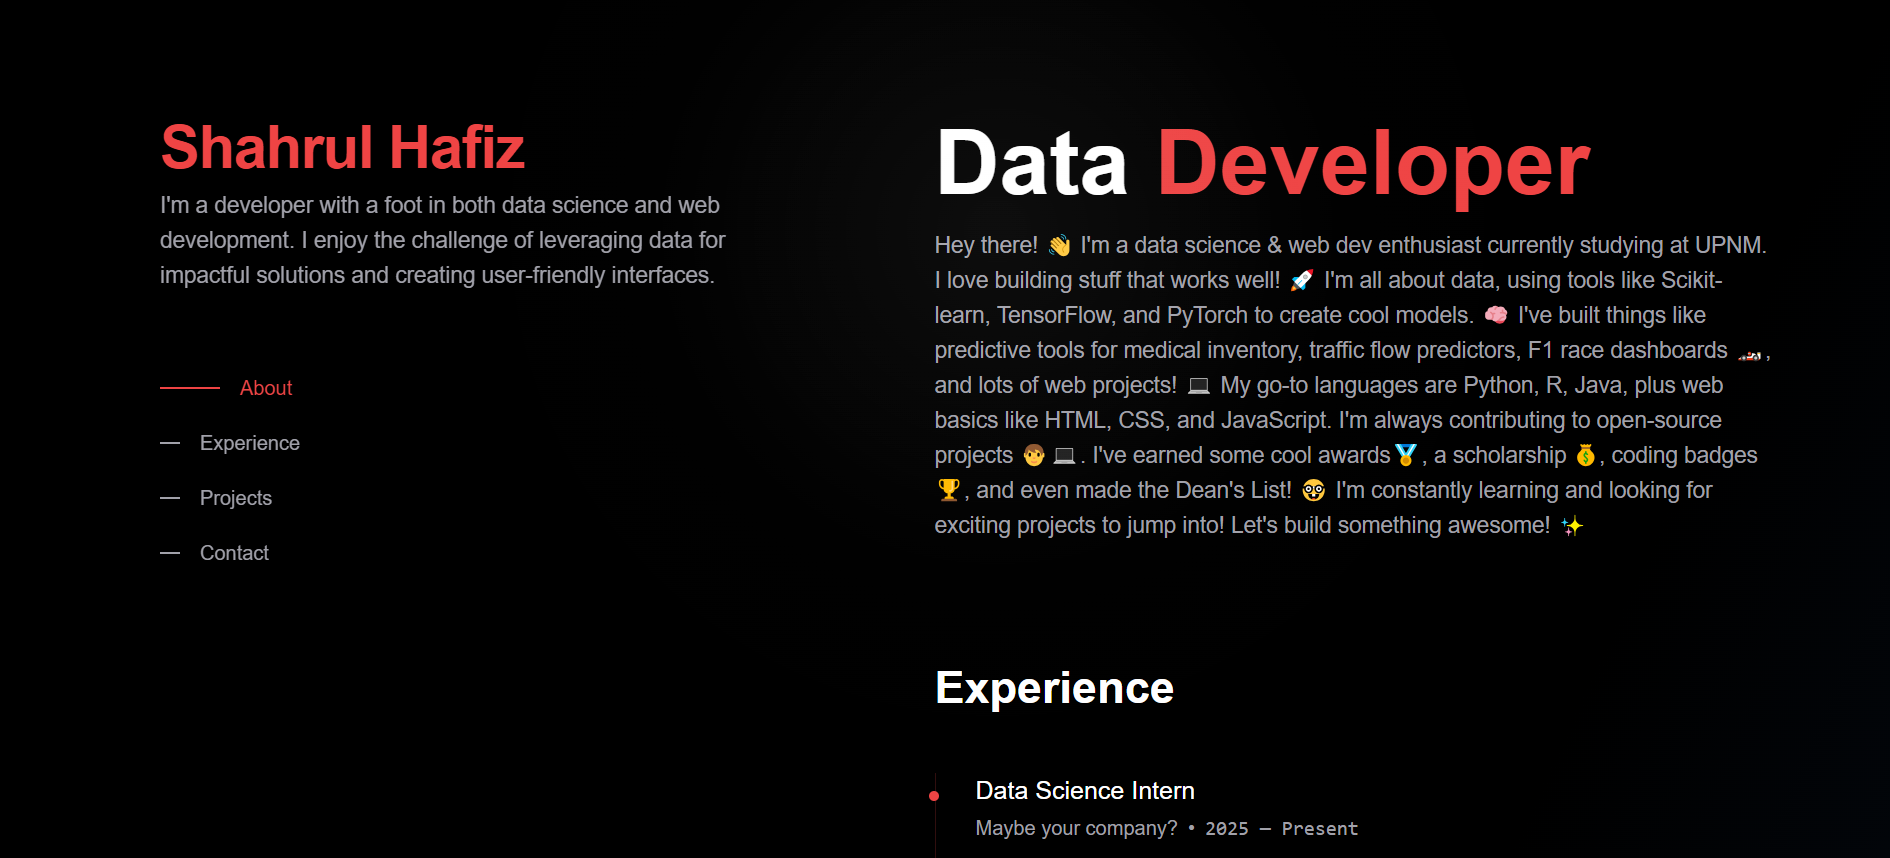 Shahrul Hafiz
I'm a developer with a foot in both data science and web
development. I enjoy the challenge of leveraging data for
impactful solutions and creating user-friendly interfaces.
About
Experience
Projects
Contact
Data Developer
Hey there! 👋 I'm a data science & web dev enthusiast currently studying at UPNM.
I love building stuff that works well! 🚀 I'm all about data, using tools like Scikit-
learn, TensorFlow, and PyTorch to create cool models. 🧠 I've built things like
predictive tools for medical inventory, traffic flow predictors, F1 race dashboards 🏎️,
and lots of web projects! 💻 My go-to languages are Python, R, Java, plus web
basics like HTML, CSS, and JavaScript. I'm always contributing to open-source
projects 🧑💻. I've earned some cool awards🏅, a scholarship 💰, coding badges
🏆, and even made the Dean's List! 🤓 I'm constantly learning and looking for
exciting projects to jump into! Let's build something awesome! ✨
Experience
Data Science Intern
Maybe your company? • 2025 — Present